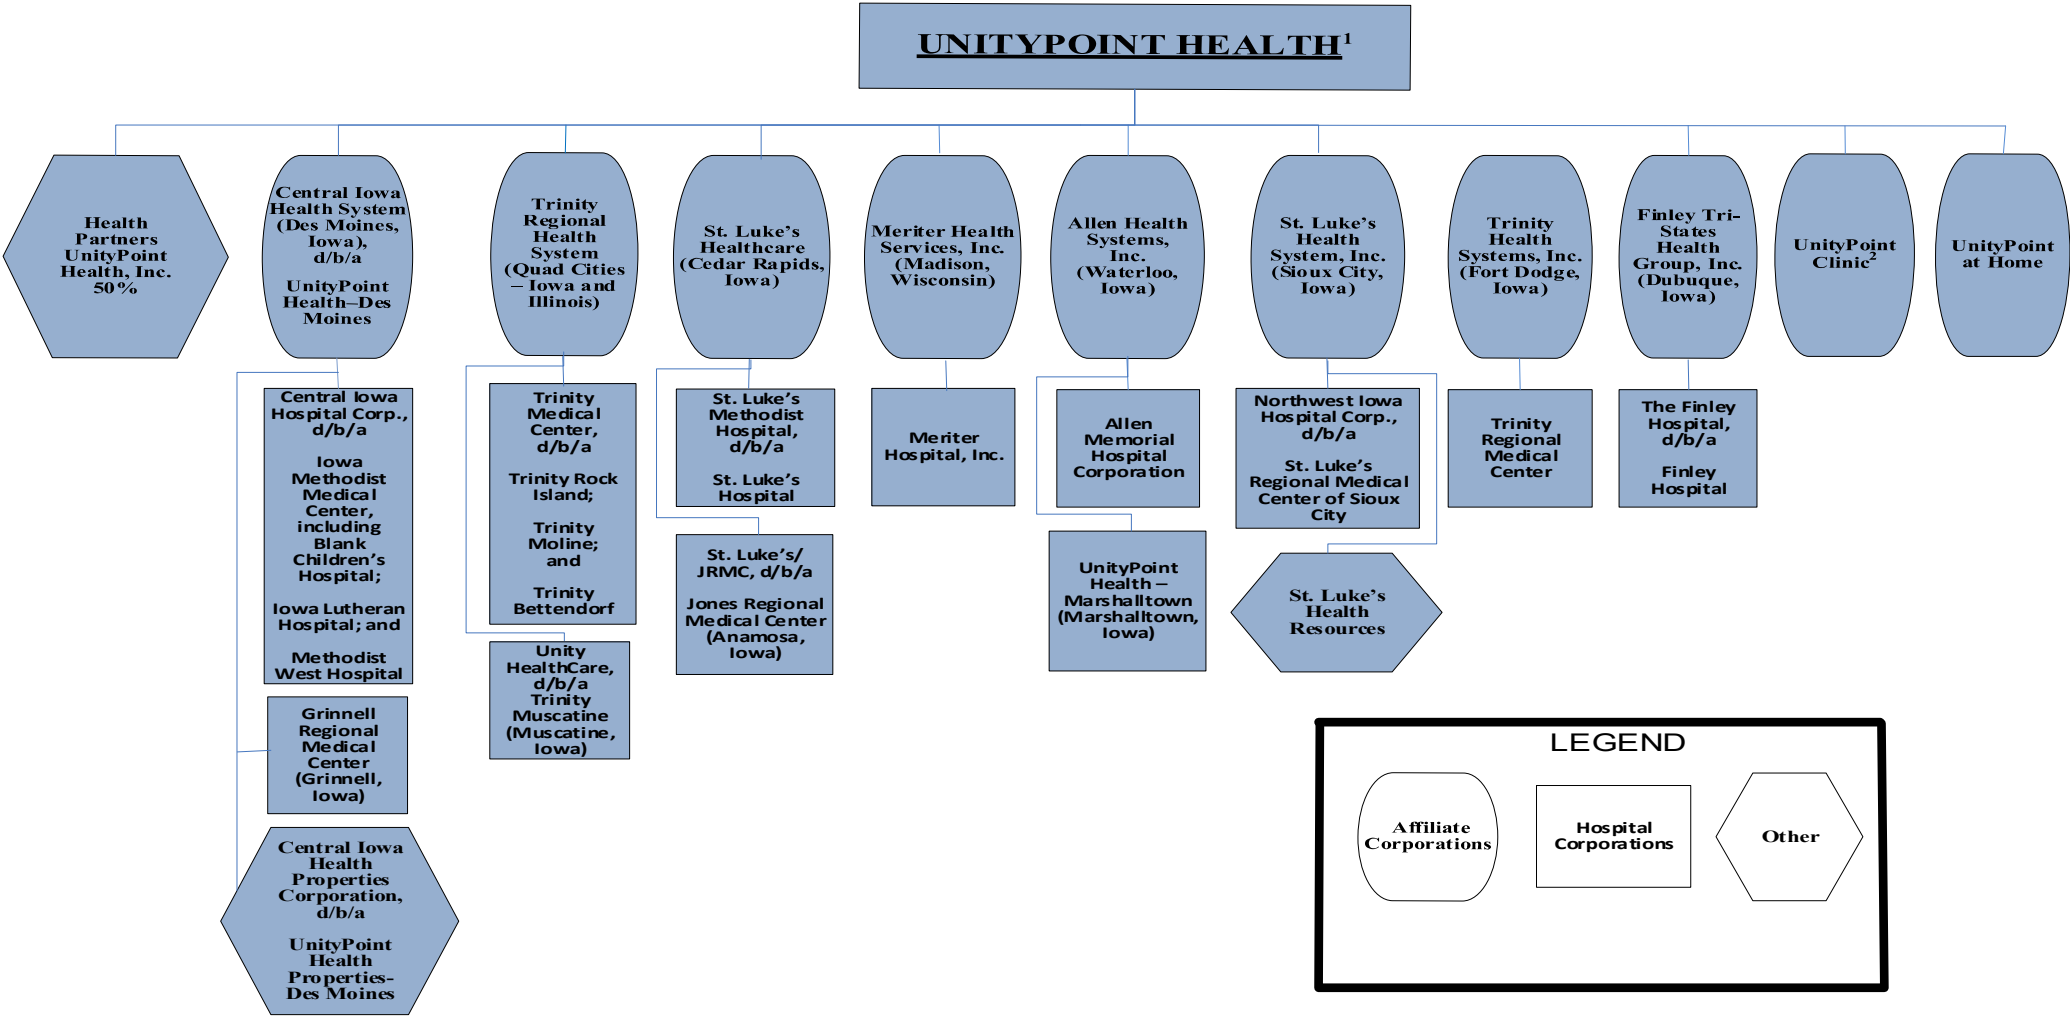 UNITYPOINT HEALTH1
Health
Partners
UnityPoint
Health, Inc.
50%
Central Iowa
Health System
(Des Moines,
Iowa),
d/b/a
UnityPoint
Health–Des
Moines
Trinity
Regional
Health
System
(Quad Cities
– Iowa and
Illinois)
St. Luke's
Healthcare
(Cedar Rapids,
Iowa)
Meriter Health
Services, Inc.
(Madison,
Wisconsin)
Allen Health
Systems,
Inc.
(Waterloo,
Iowa)
St. Luke's
Health
System, Inc.
(Sioux City,
Iowa)
Trinity
Health
Systems, Inc.
(Fort Dodge,
Iowa)
Finley Tri-
States
Health
Group, Inc.
(Dubuque,
Iowa)
UnityPoint
Clinic2
UnityPoint
at Home
Central Iowa
Hospital Corp.,
d/b/a
Iowa
Methodist
Medical
Center,
including
Blank
Children's
Hospital;
Iowa Lutheran
Hospital; and
Methodist
West Hospital
Grinnell
Regional
Medical
Center
(Grinnell,
Iowa)
Central Iowa
Health
Properties
Corporation,
d/b/a
UnityPoint
Health
Properties-
Des Moines
Trinity
Medical
Center,
d/b/a
Trinity Rock
Island;
Trinity
Moline;
and
Trinity
Bettendorf
Unity
HealthCare,
d/b/a
Trinity
Muscatine
(Muscatine,
Iowa)
St. Luke's
Methodist
Hospital,
d/b/a
St. Luke's
Hospital
St. Luke's/
JRMC, d/b/a
Jones Regional
Medical Center
(Anamosa,
Iowa)
Meriter
Hospital, Inc.
Allen
Memorial
Hospital
Corporation
UnityPoint
Health –
Marshalltown
(Marshalltown,
Iowa)
Northwest Iowa
Hospital Corp.,
d/b/a
St. Luke's
Regional Medical
Center of Sioux
City
St. Luke's
Health
Resources
Trinity
Regional
Medical
Center
The Finley
Hospital,
d/b/a
Finley
Hospital
LEGEND
Affiliate
Corporations
Hospital
Corporations
Other